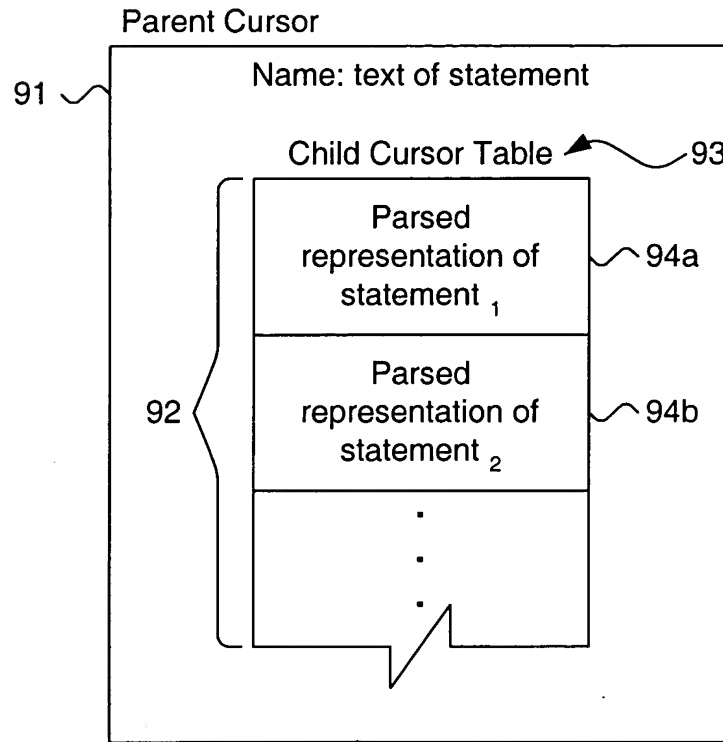 Parent Cursor
91
Name: text of statement
Child Cursor Table
93
Parsed
representation of
statement 1
94a
92
Parsed
representation of
statement 2
94b